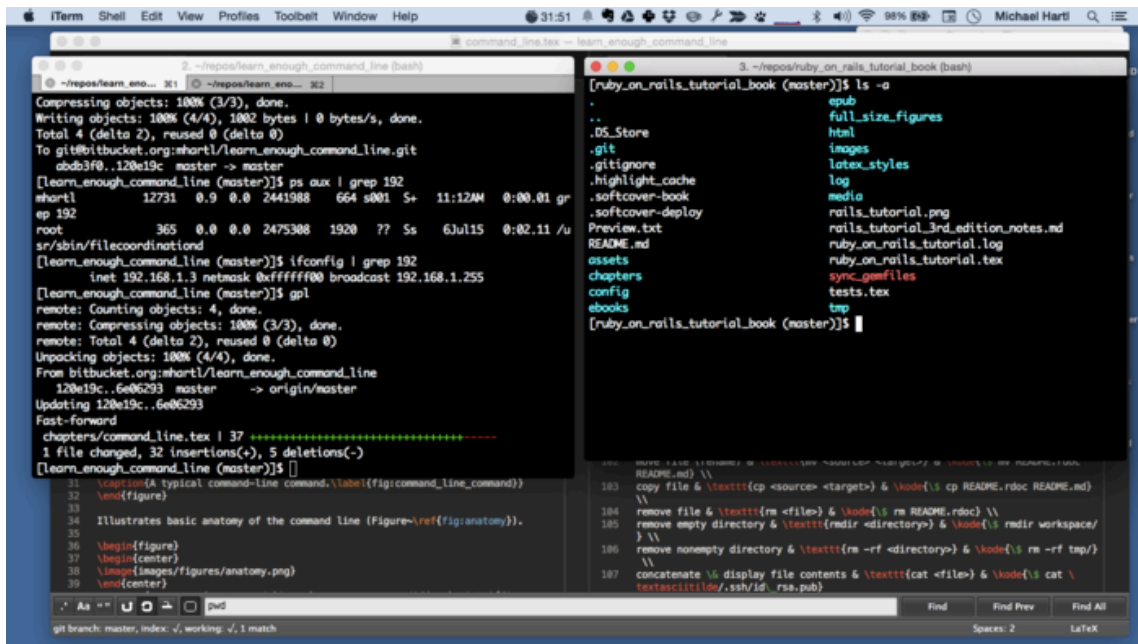 iTerm Shell Edit View Profiles Toolbelt Window Help 31:51 98% Michael Hartl
command_line.tex — learn_enough_command_line
2. ~/repos/learn_enough_command_line (bash)
~/repos/learn_eno... ⌘1 ~/repos/learn_eno... ⌘2
Compressing objects: 100% (3/3), done.
Writing objects: 100% (4/4), 1002 bytes | 0 bytes/s, done.
Total 4 (delta 2), reused 0 (delta 0)
To git@bitbucket.org:mhartl/learn_enough_command_line.git
abdb3f0..120e19c master -> master
[learn_enough_command_line (master)]$ ps aux | grep 192
mhartl 12731 0.9 0.0 2441988 664 s001 S+ 11:12AM 0:00.01 gr
ep 192
root 365 0.0 0.0 2475308 1920 ?? Ss 6Jul15 0:02.11 /u
sr/sbin/filecoordinationd
[learn_enough_command_line (master)]$ ifconfig | grep 192
inet 192.168.1.3 netmask 0xffffff00 broadcast 192.168.1.255
[learn_enough_command_line (master)]$ gpl
remote: Counting objects: 4, done.
remote: Compressing objects: 100% (3/3), done.
remote: Total 4 (delta 2), reused 0 (delta 0)
Unpacking objects: 100% (4/4), done.
From bitbucket.org:mhartl/learn_enough_command_line
120e19c..6e06293 master -> origin/master
Updating 120e19c..6e06293
Fast-forward
chapters/command_line.tex | 37 ++++++++++++++++++++++++++++++++-----
1 file changed, 32 insertions(+), 5 deletions(-)
[learn_enough_command_line (master)]$
3. ~/repos/ruby_on_rails_tutorial_book (bash)
[ruby_on_rails_tutorial_book (master)]$ ls -a
. epub
.. full_size_figures
.DS_Store html
.git images
.gitignore latex_styles
.highlight_cache log
.softcover-book media
.softcover-deploy rails_tutorial.png
Preview.txt rails_tutorial_3rd_edition_notes.md
README.md ruby_on_rails_tutorial.log
assets ruby_on_rails_tutorial.tex
chapters sync_gemfiles
config tests.tex
ebooks tmp
[ruby_on_rails_tutorial_book (master)]$
31 \caption{A typical command-line command.\label{fig:command_line_command}}
32 \end{figure}
33
34 Illustrates basic anatomy of the command line (Figure~\ref{fig:anatomy}).
35
36 \begin{figure}
37 \begin{center}
38 \image{images/figures/anatomy.png}
39 \end{center}
102 move file (rename) & \texttt{mv <source> <target>} & \kode{\$ mv README.rdoc
README.md} \\
103 copy file & \texttt{cp <source> <target>} & \kode{\$ cp README.rdoc README.md}
\\
104 remove file & \texttt{rm <file>} & \kode{\$ rm README.rdoc} \\
105 remove empty directory & \texttt{rmdir <directory>} & \kode{\$ rmdir workspace/
} \\
106 remove nonempty directory & \texttt{rm -rf <directory>} & \kode{\$ rm -rf tmp/}
\\
107 concatenate \& display file contents & \texttt{cat <file>} & \kode{\$ cat \
textasciitilde/.ssh/id\_rsa.pub}
.* Aa "" pwd Find Find Prev Find All
git branch: master, index: ✓, working: ✓, 1 match Spaces: 2 LaTeX